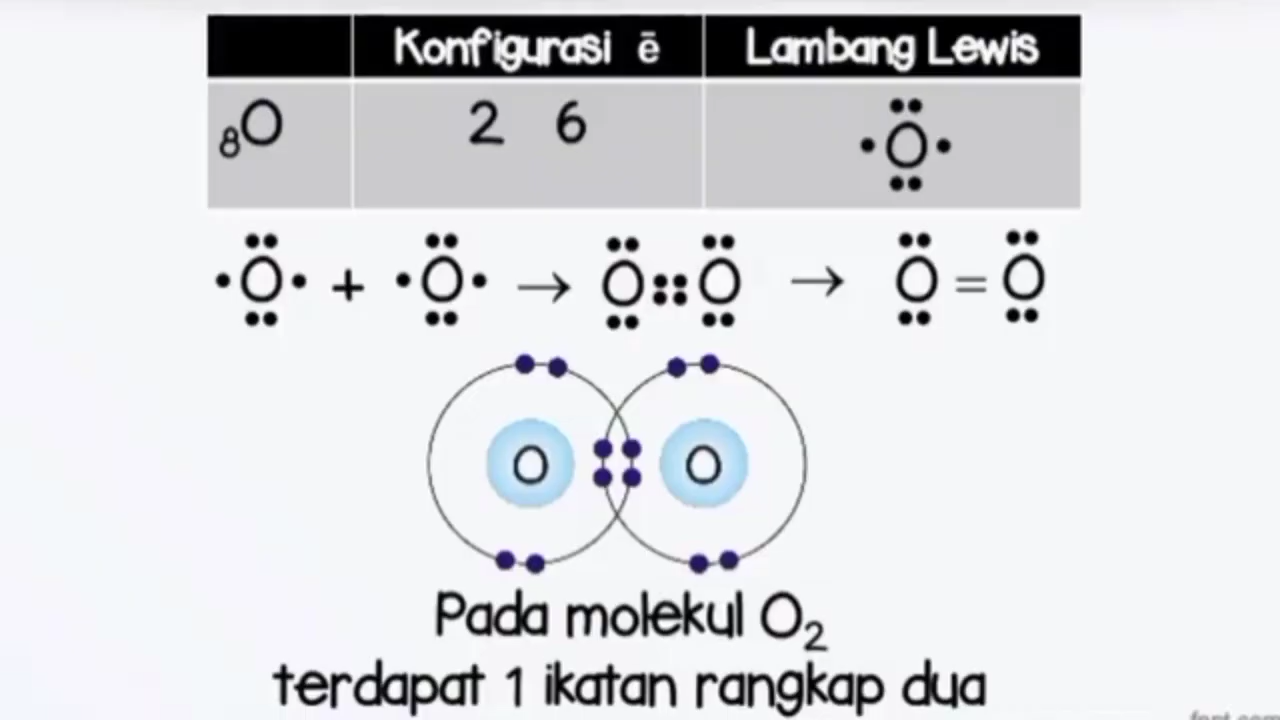 Konfigurasi ē Lambang Lewis
₈O 2 6 O
O + O → O O → O = O
O O
Pada molekul O₂
terdapat 1 ikatan rangkap dua